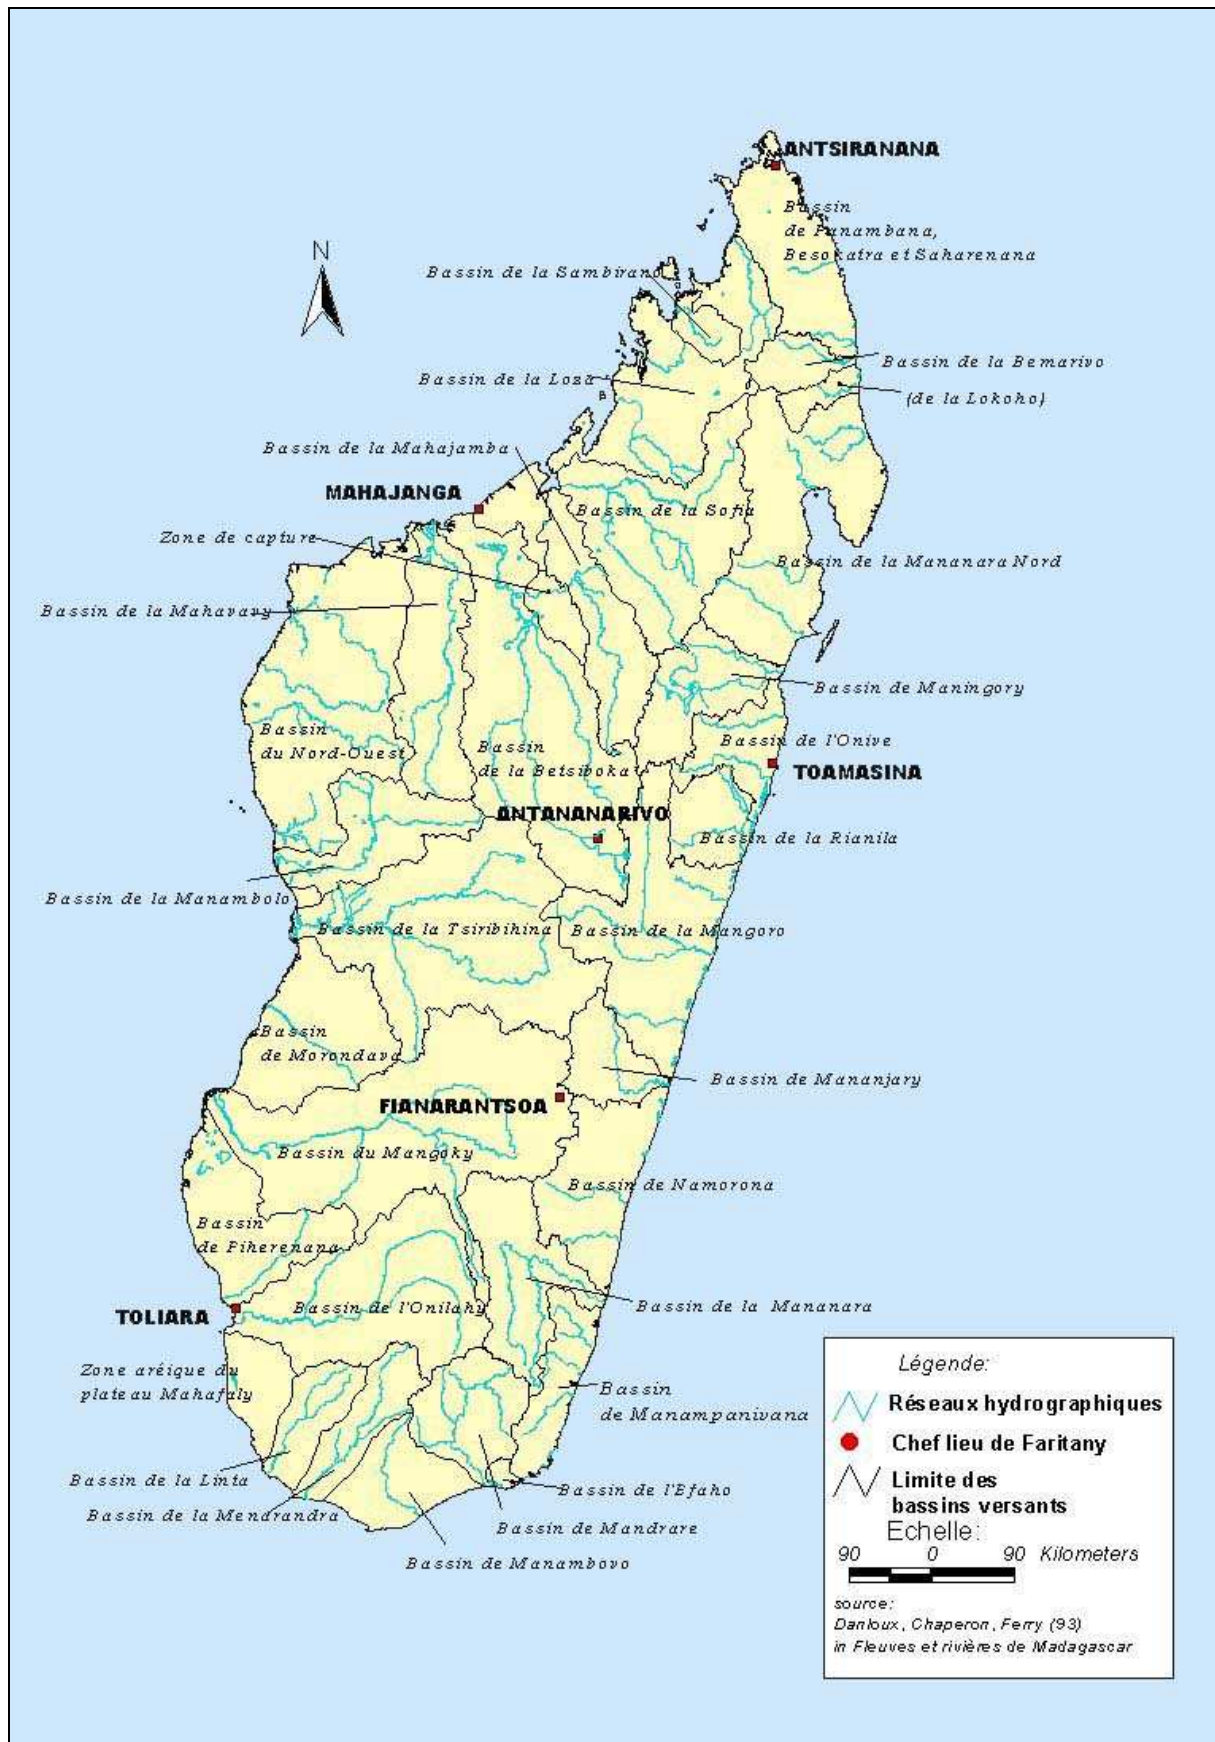 ANTSIRANANA
Bassin
de Fanambana,
Besokatra et Saharenana
N
Bassin de la Sambirano
Bassin de la Bemarivo
Bassin de la Loza
(de la Lokoho)
Bassin de la Mahajamba
MAHAJANGA
Bassin de la Sofia
Zone de capture
Bassin de la Mananara Nord
Bassin de la Mahavavy
Bassin de Maningory
Bassin
du Nord-Ouest
Bassin de l'Onive
Bassin
de la Betsiboka
TOAMASINA
ANTANANARIVO
Bassin de la Rianila
Bassin de la Manambolo
Bassin de la Tsiribihina
Bassin de la Mangoro
Bassin
de Morondava
Bassin de Mananjary
FIANARANTSOA
Bassin du Mangoky
Bassin de Namorona
Bassin
de Fiherenana
Bassin de la Mananara
Bassin de l'Onilahy
TOLIARA
Zone aréique du
plateau Mahafaly
Bassin
de Manampanivana
Bassin de la Linta
Bassin de l'Efaho
Bassin de la Mendrandra
Bassin de Mandrare
Bassin de Manambovo
Légende:
Réseaux hydrographiques
Chef lieu de Faritany
Limite des
bassins versants
Echelle:
90 0 90 Kilometers
source:
Danloux, Chaperon, Ferry (93)
in Fleuves et rivières de Madagascar